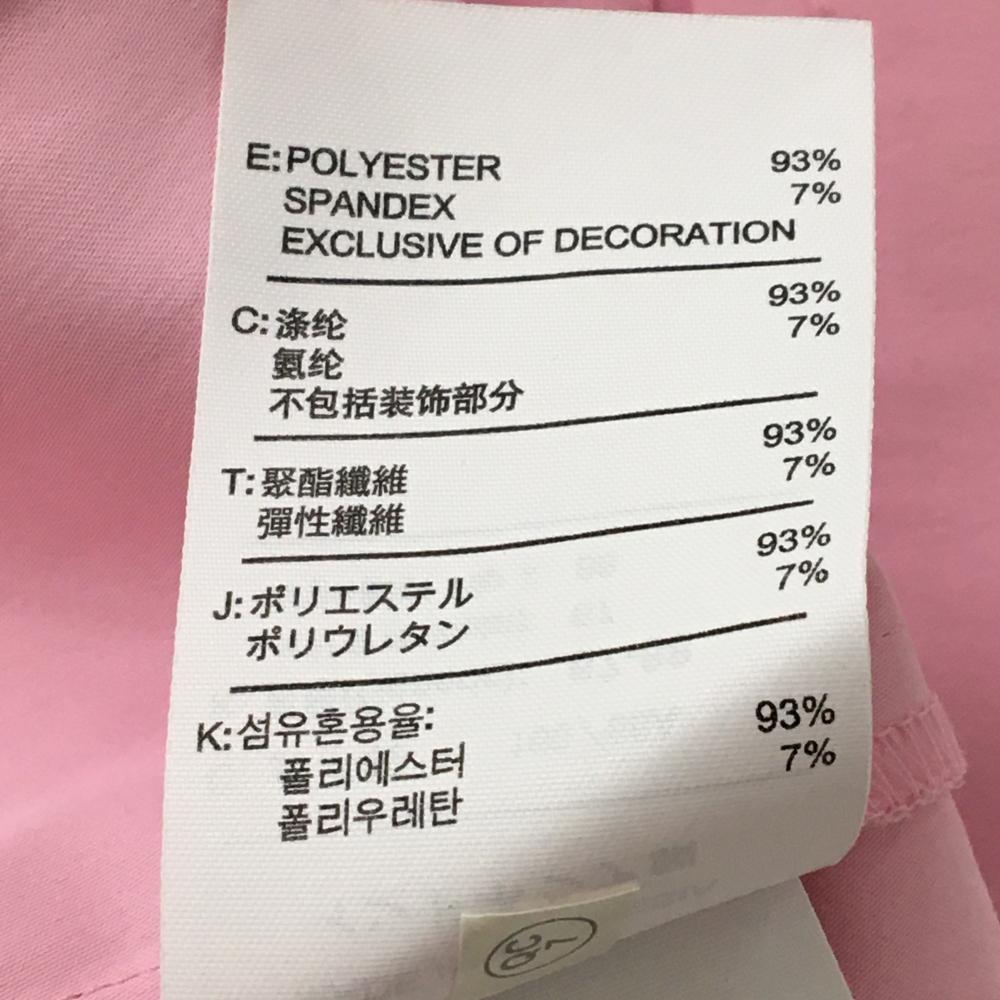 E: POLYESTER 93%
SPANDEX 7%
EXCLUSIVE OF DECORATION
C: 涤纶 93%
氨纶 7%
不包括装饰部分
T: 聚酯纖維 93%
彈性纖維 7%
J: ポリエステル 93%
ポリウレタン 7%
K: 섬유혼용율:
폴리에스터 93%
폴리우레탄 7%